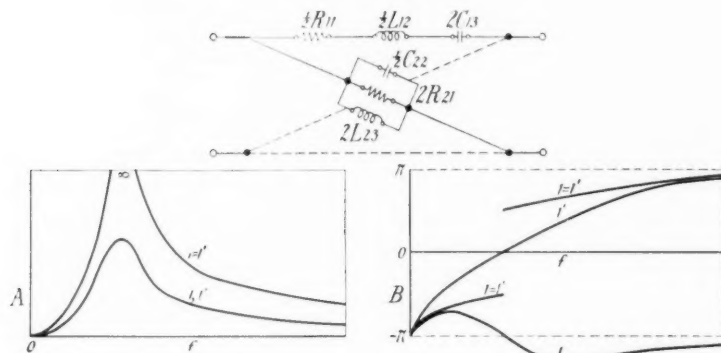 ½R11 ½L12 2C13
½C22
2R21
2L23
∞
l=l'
l,l'
A
0 f
π
l=l'
l'
0
f
l=l'
B
-π
l